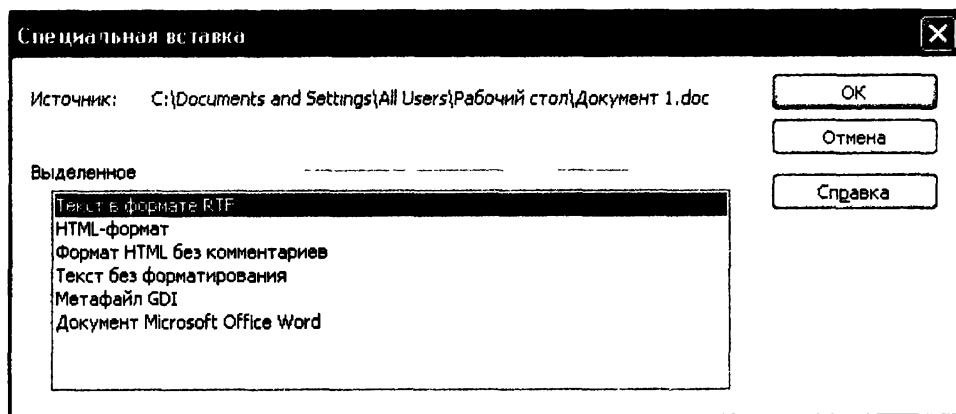 Специальная вставка
Источник: C:\Documents and Settings\All Users\Рабочий стол\Документ 1.doc
ОК
Отмена
Справка
Выделенное
Текст в формате RTF
HTML-формат
Формат HTML без комментариев
Текст без форматирования
Метафайл GDI
Документ Microsoft Office Word